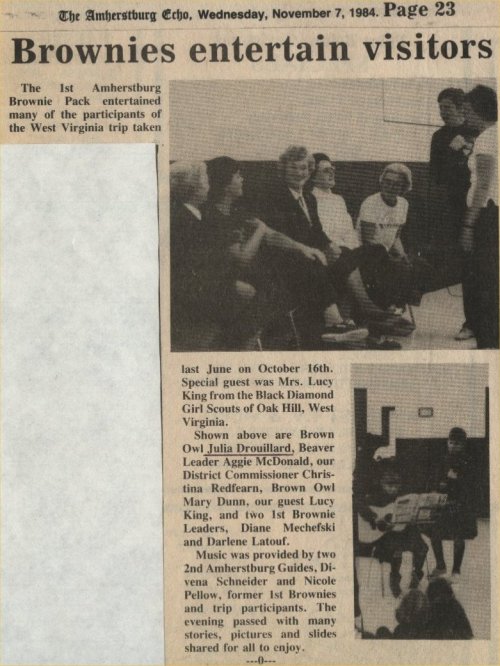 The Amherstburg Echo, Wednesday, November 7, 1984. Page 23
Brownies entertain visitors
The 1st Amherstburg
Brownie Pack entertained
many of the participants of
the West Virginia trip taken
last June on October 16th.
Special guest was Mrs. Lucy
King from the Black Diamond
Girl Scouts of Oak Hill, West
Virginia.
Shown above are Brown
Owl Julia Drouillard, Beaver
Leader Aggie McDonald, our
District Commissioner Chris-
tina Redfearn, Brown Owl
Mary Dunn, our guest Lucy
King, and two 1st Brownie
Leaders, Diane Mechefski
and Darlene Latouf.
Music was provided by two
2nd Amherstburg Guides, Di-
vena Schneider and Nicole
Pellow, former 1st Brownies
and trip participants. The
evening passed with many
stories, pictures and slides
shared for all to enjoy.
---0---